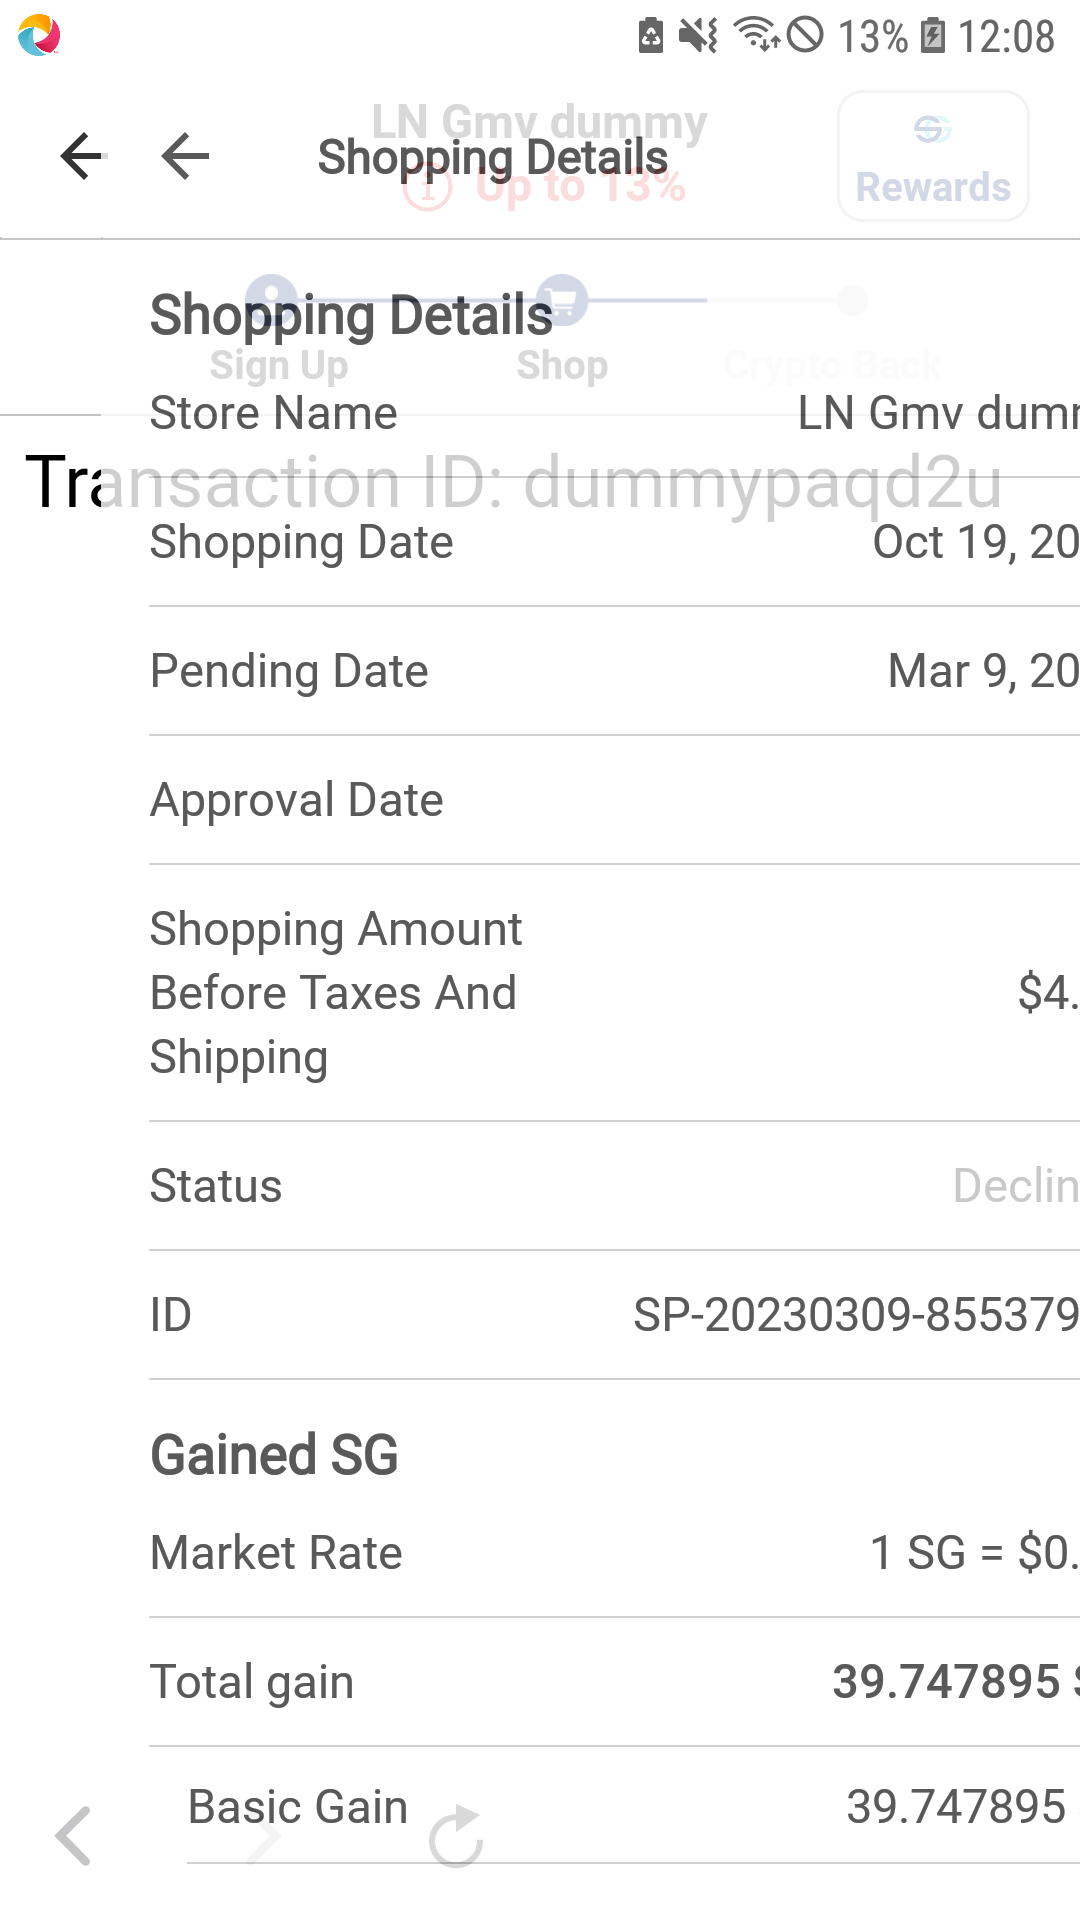 13% 12:08
LN Gmv dummy
Shopping Details
Up to 13%
Rewards
Shopping Details
Sign Up Shop Crypto Back
Store Name LN Gmv
Transaction ID: dummypaqd2u
Shopping Date Oct 19, 20
Pending Date Mar 9, 20
Approval Date
Shopping Amount
Before Taxes And
Shipping
$4.
Status Declin
ID SP-20230309-855379
Gained SG
Market Rate 1 SG = $0.
Total gain 39.747895
Basic Gain 39.747895